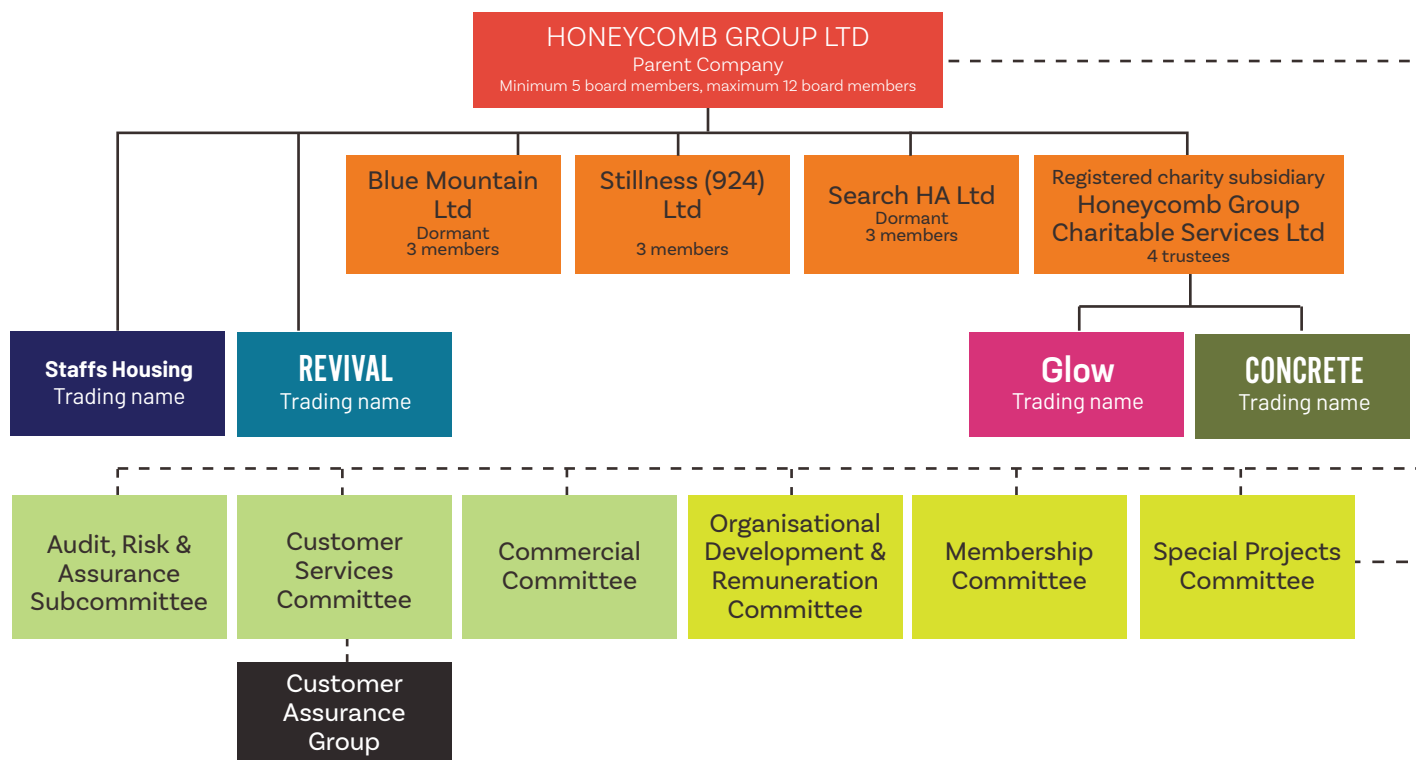 HONEYCOMB GROUP LTD
Parent Company
Minimum 5 board members, maximum 12 board members
Blue Mountain
Ltd
Dormant
3 members
Stillness (924)
Ltd
3 members
Search HA Ltd
Dormant
3 members
Registered charity subsidiary
Honeycomb Group
Charitable Services Ltd
4 trustees
Staffs Housing
Trading name
REVIVAL
Trading name
Glow
Trading name
CONCRETE
Trading name
Audit, Risk &
Assurance
Subcommittee
Customer
Services
Committee
Commercial
Committee
Organisational
Development &
Remuneration
Committee
Membership
Committee
Special Projects
Committee
Customer
Assurance
Group